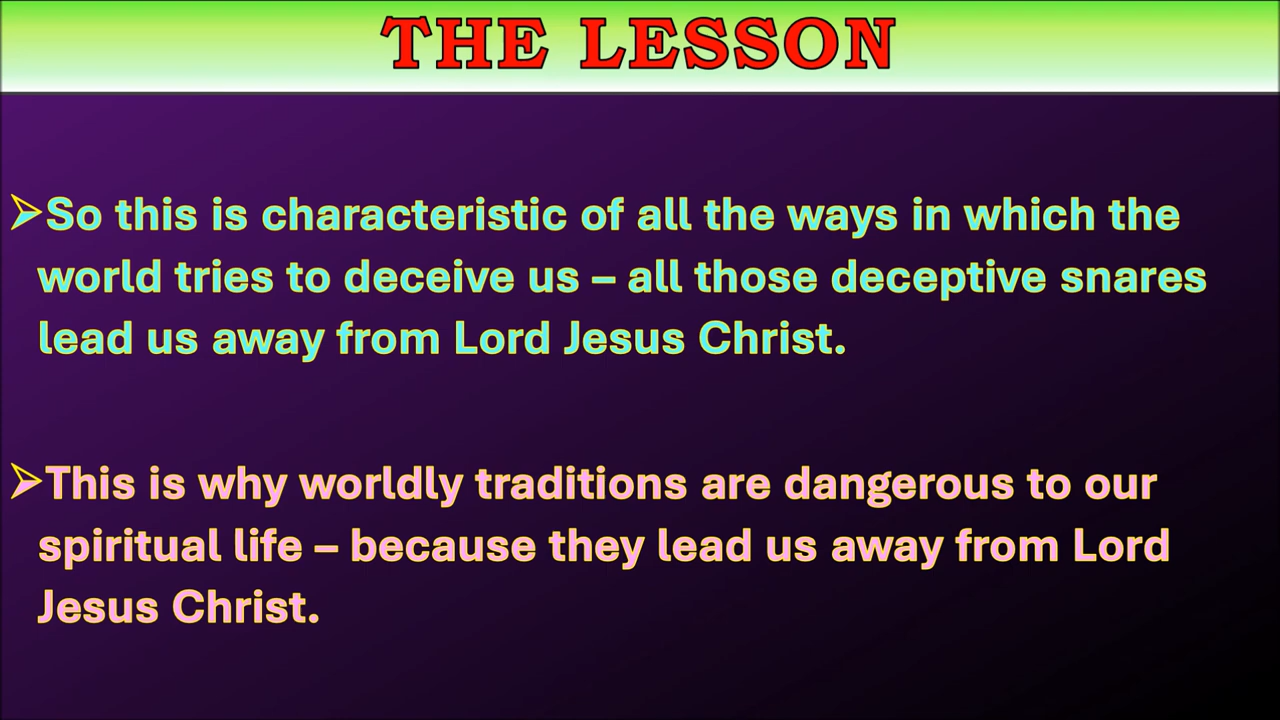 THE LESSON
➢So this is characteristic of all the ways in which the
world tries to deceive us – all those deceptive snares
lead us away from Lord Jesus Christ.
➢This is why worldly traditions are dangerous to our
spiritual life – because they lead us away from Lord
Jesus Christ.